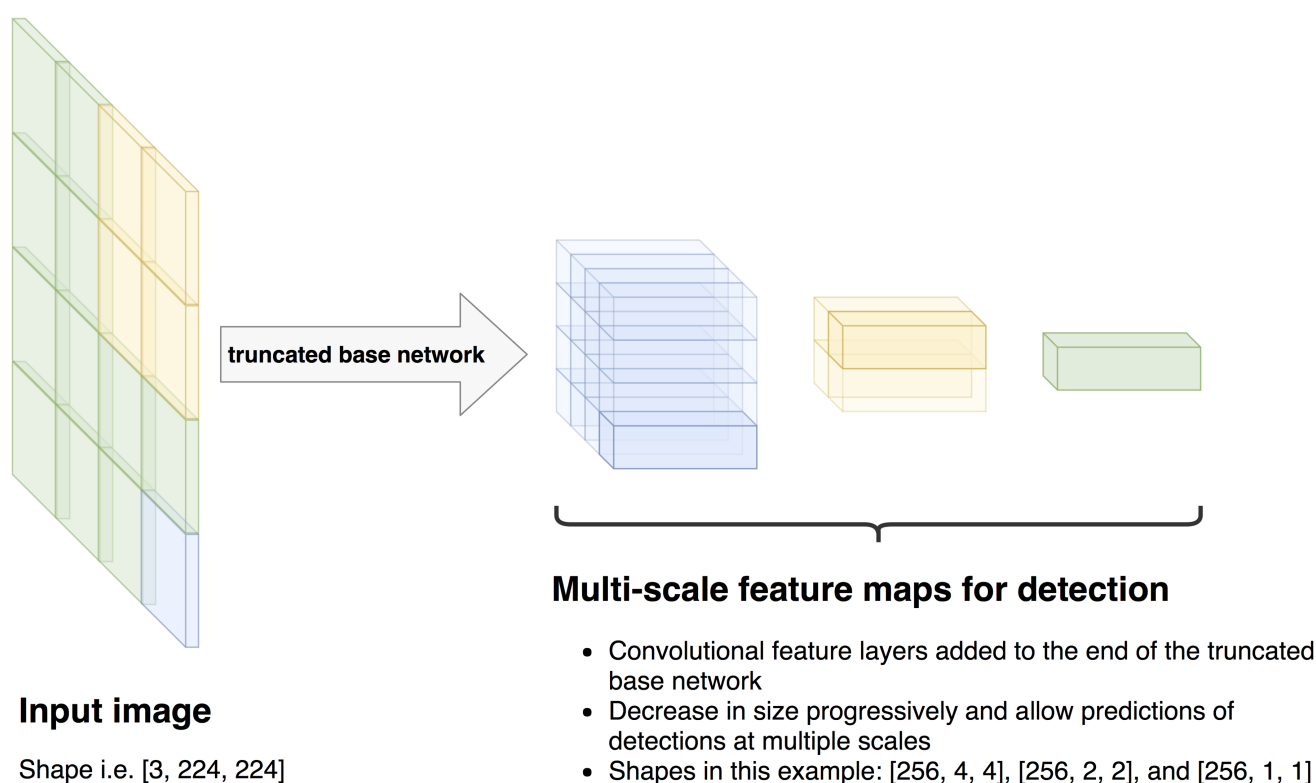 truncated base network
Multi-scale feature maps for detection
• Convolutional feature layers added to the end of the truncated
base network
• Decrease in size progressively and allow predictions of
detections at multiple scales
• Shapes in this example: [256, 4, 4], [256, 2, 2], and [256, 1, 1]
Input image
Shape i.e. [3, 224, 224]